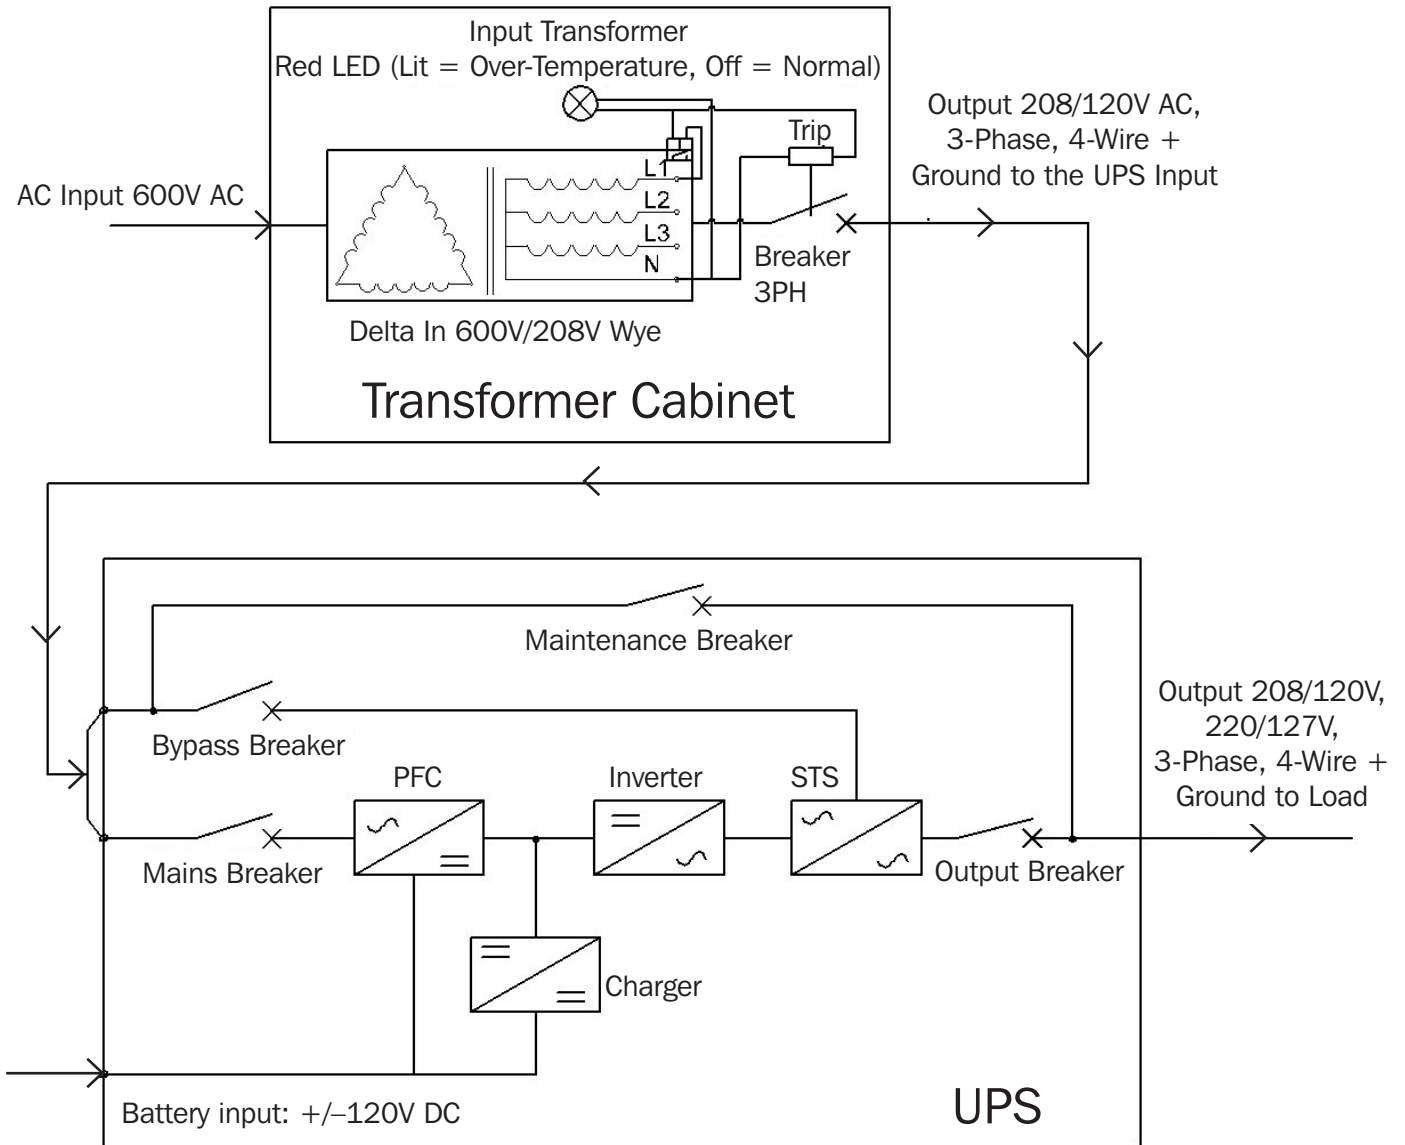 Input Transformer
Red LED (Lit = Over-Temperature, Off = Normal)
Output 208/120V AC,
3-Phase, 4-Wire +
Ground to the UPS Input
Trip
AC Input 600V AC
L1
L2
L3
N
Breaker
3PH
Delta In 600V/208V Wye
Transformer Cabinet
Maintenance Breaker
Output 208/120V,
220/127V,
3-Phase, 4-Wire +
Ground to Load
Bypass Breaker
PFC
Inverter
STS
Mains Breaker
Output Breaker
Charger
Battery input: +/–120V DC
UPS